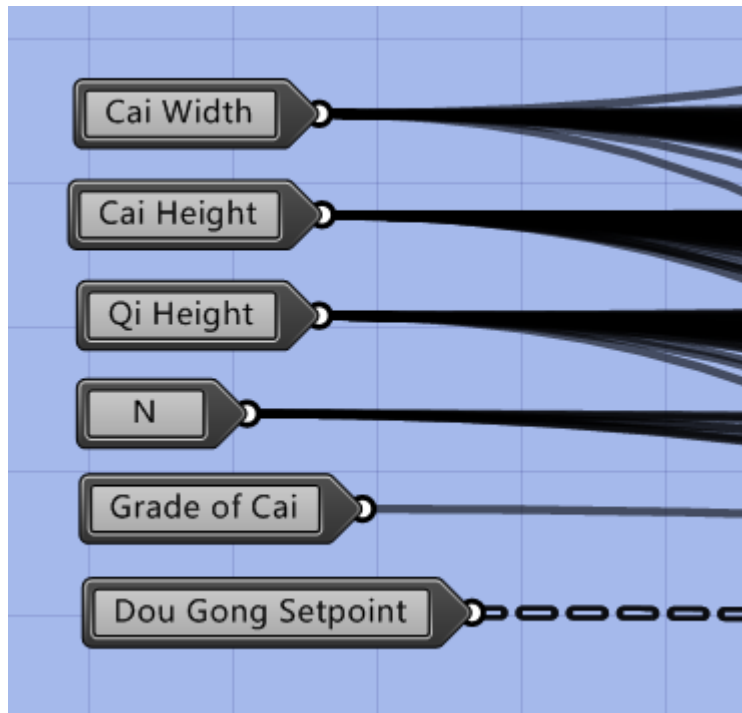 Cai Width
Cai Height
Qi Height
N
Grade of Cai
Dou Gong Setpoint